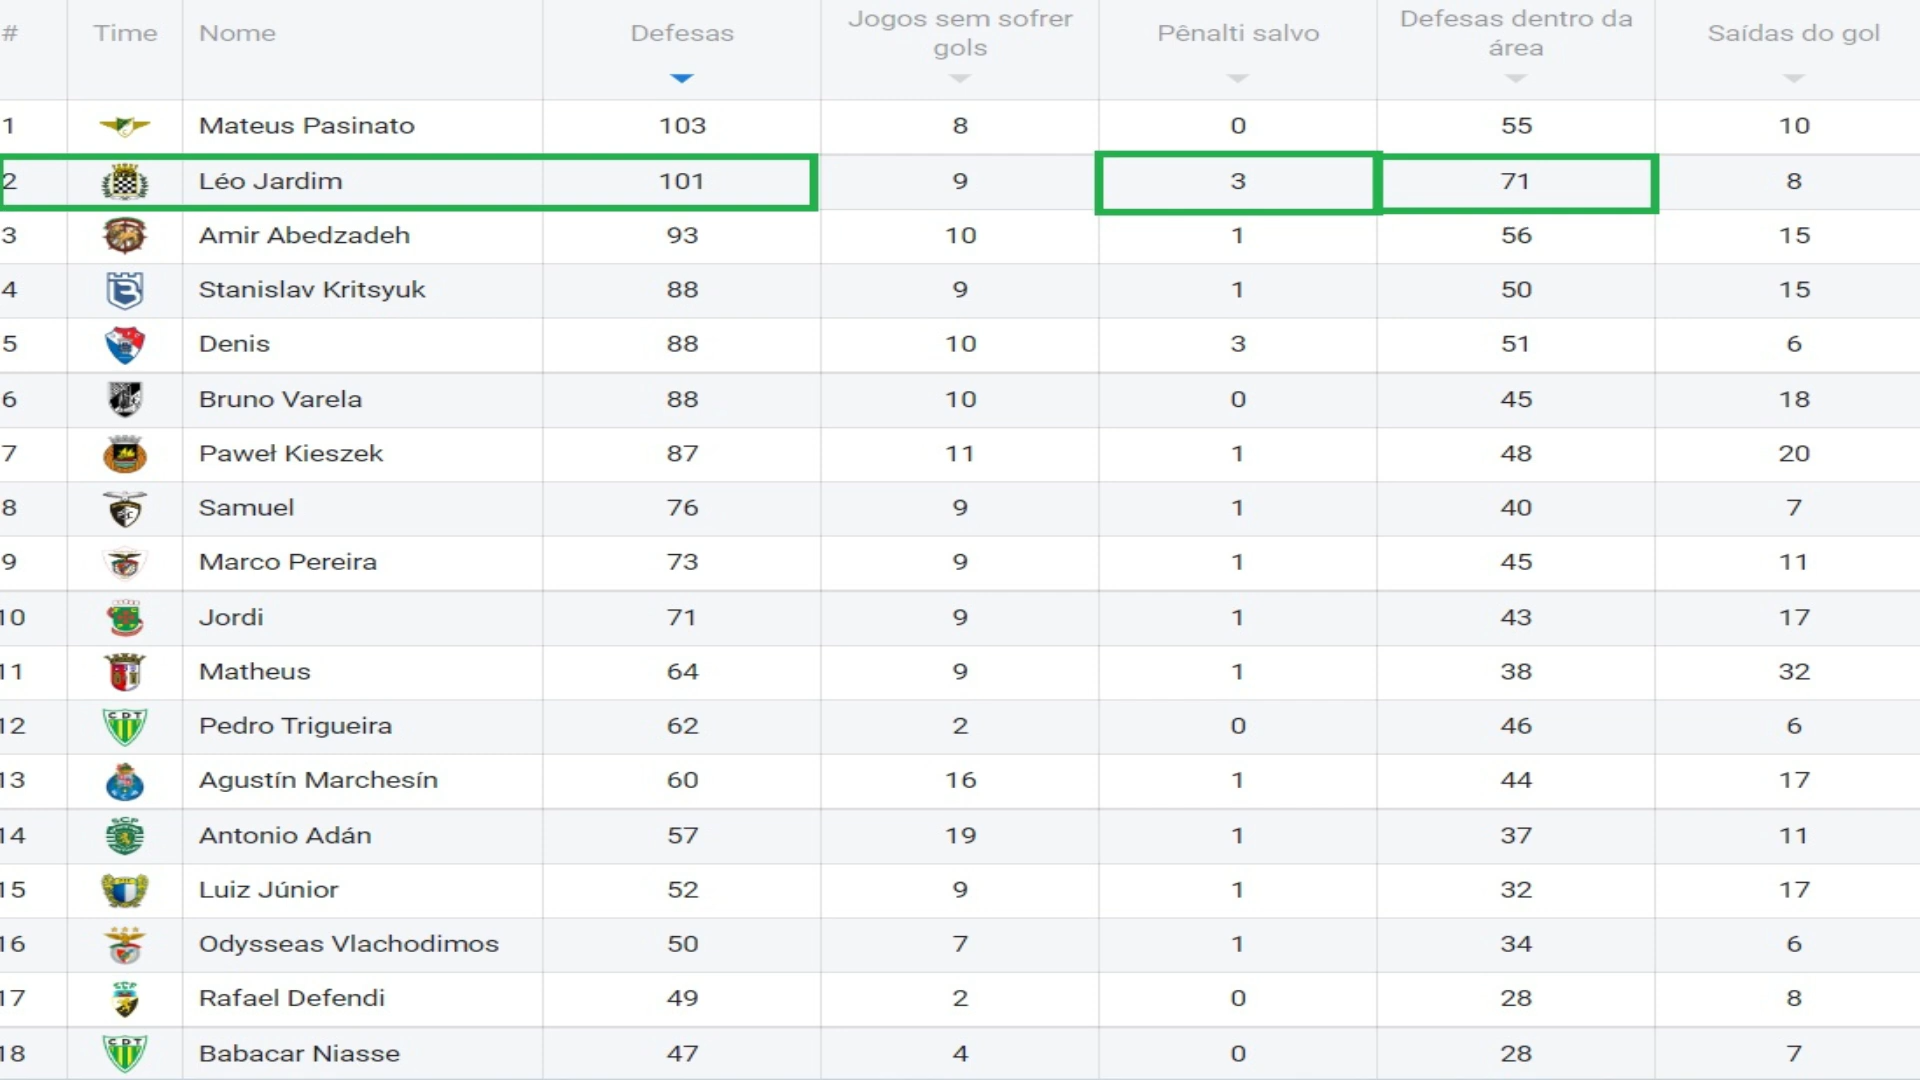 # Time Nome Defesas Jogos sem sofrer gols Pênalti salvo Defesas dentro da área Saídas do gol
1 Mateus Pasinato 103 8 0 55 10
2 Léo Jardim 101 9 3 71 8
3 Amir Abedzadeh 93 10 1 56 15
4 Stanislav Kritsyuk 88 9 1 50 15
5 Denis 88 10 3 51 6
6 Bruno Varela 88 10 0 45 18
7 Paweł Kieszek 87 11 1 48 20
8 Samuel 76 9 1 40 7
9 Marco Pereira 73 9 1 45 11
10 Jordi 71 9 1 43 17
11 Matheus 64 9 1 38 32
12 CDT Pedro Trigueira 62 2 0 46 6
13 Agustín Marchesín 60 16 1 44 17
14 SCP Antonio Adán 57 19 1 37 11
15 Luiz Júnior 52 9 1 32 17
16 Odysseas Vlachodimos 50 7 1 34 6
17 SCF Rafael Defendi 49 2 0 28 8
18 CDT Babacar Niasse 47 4 0 28 7